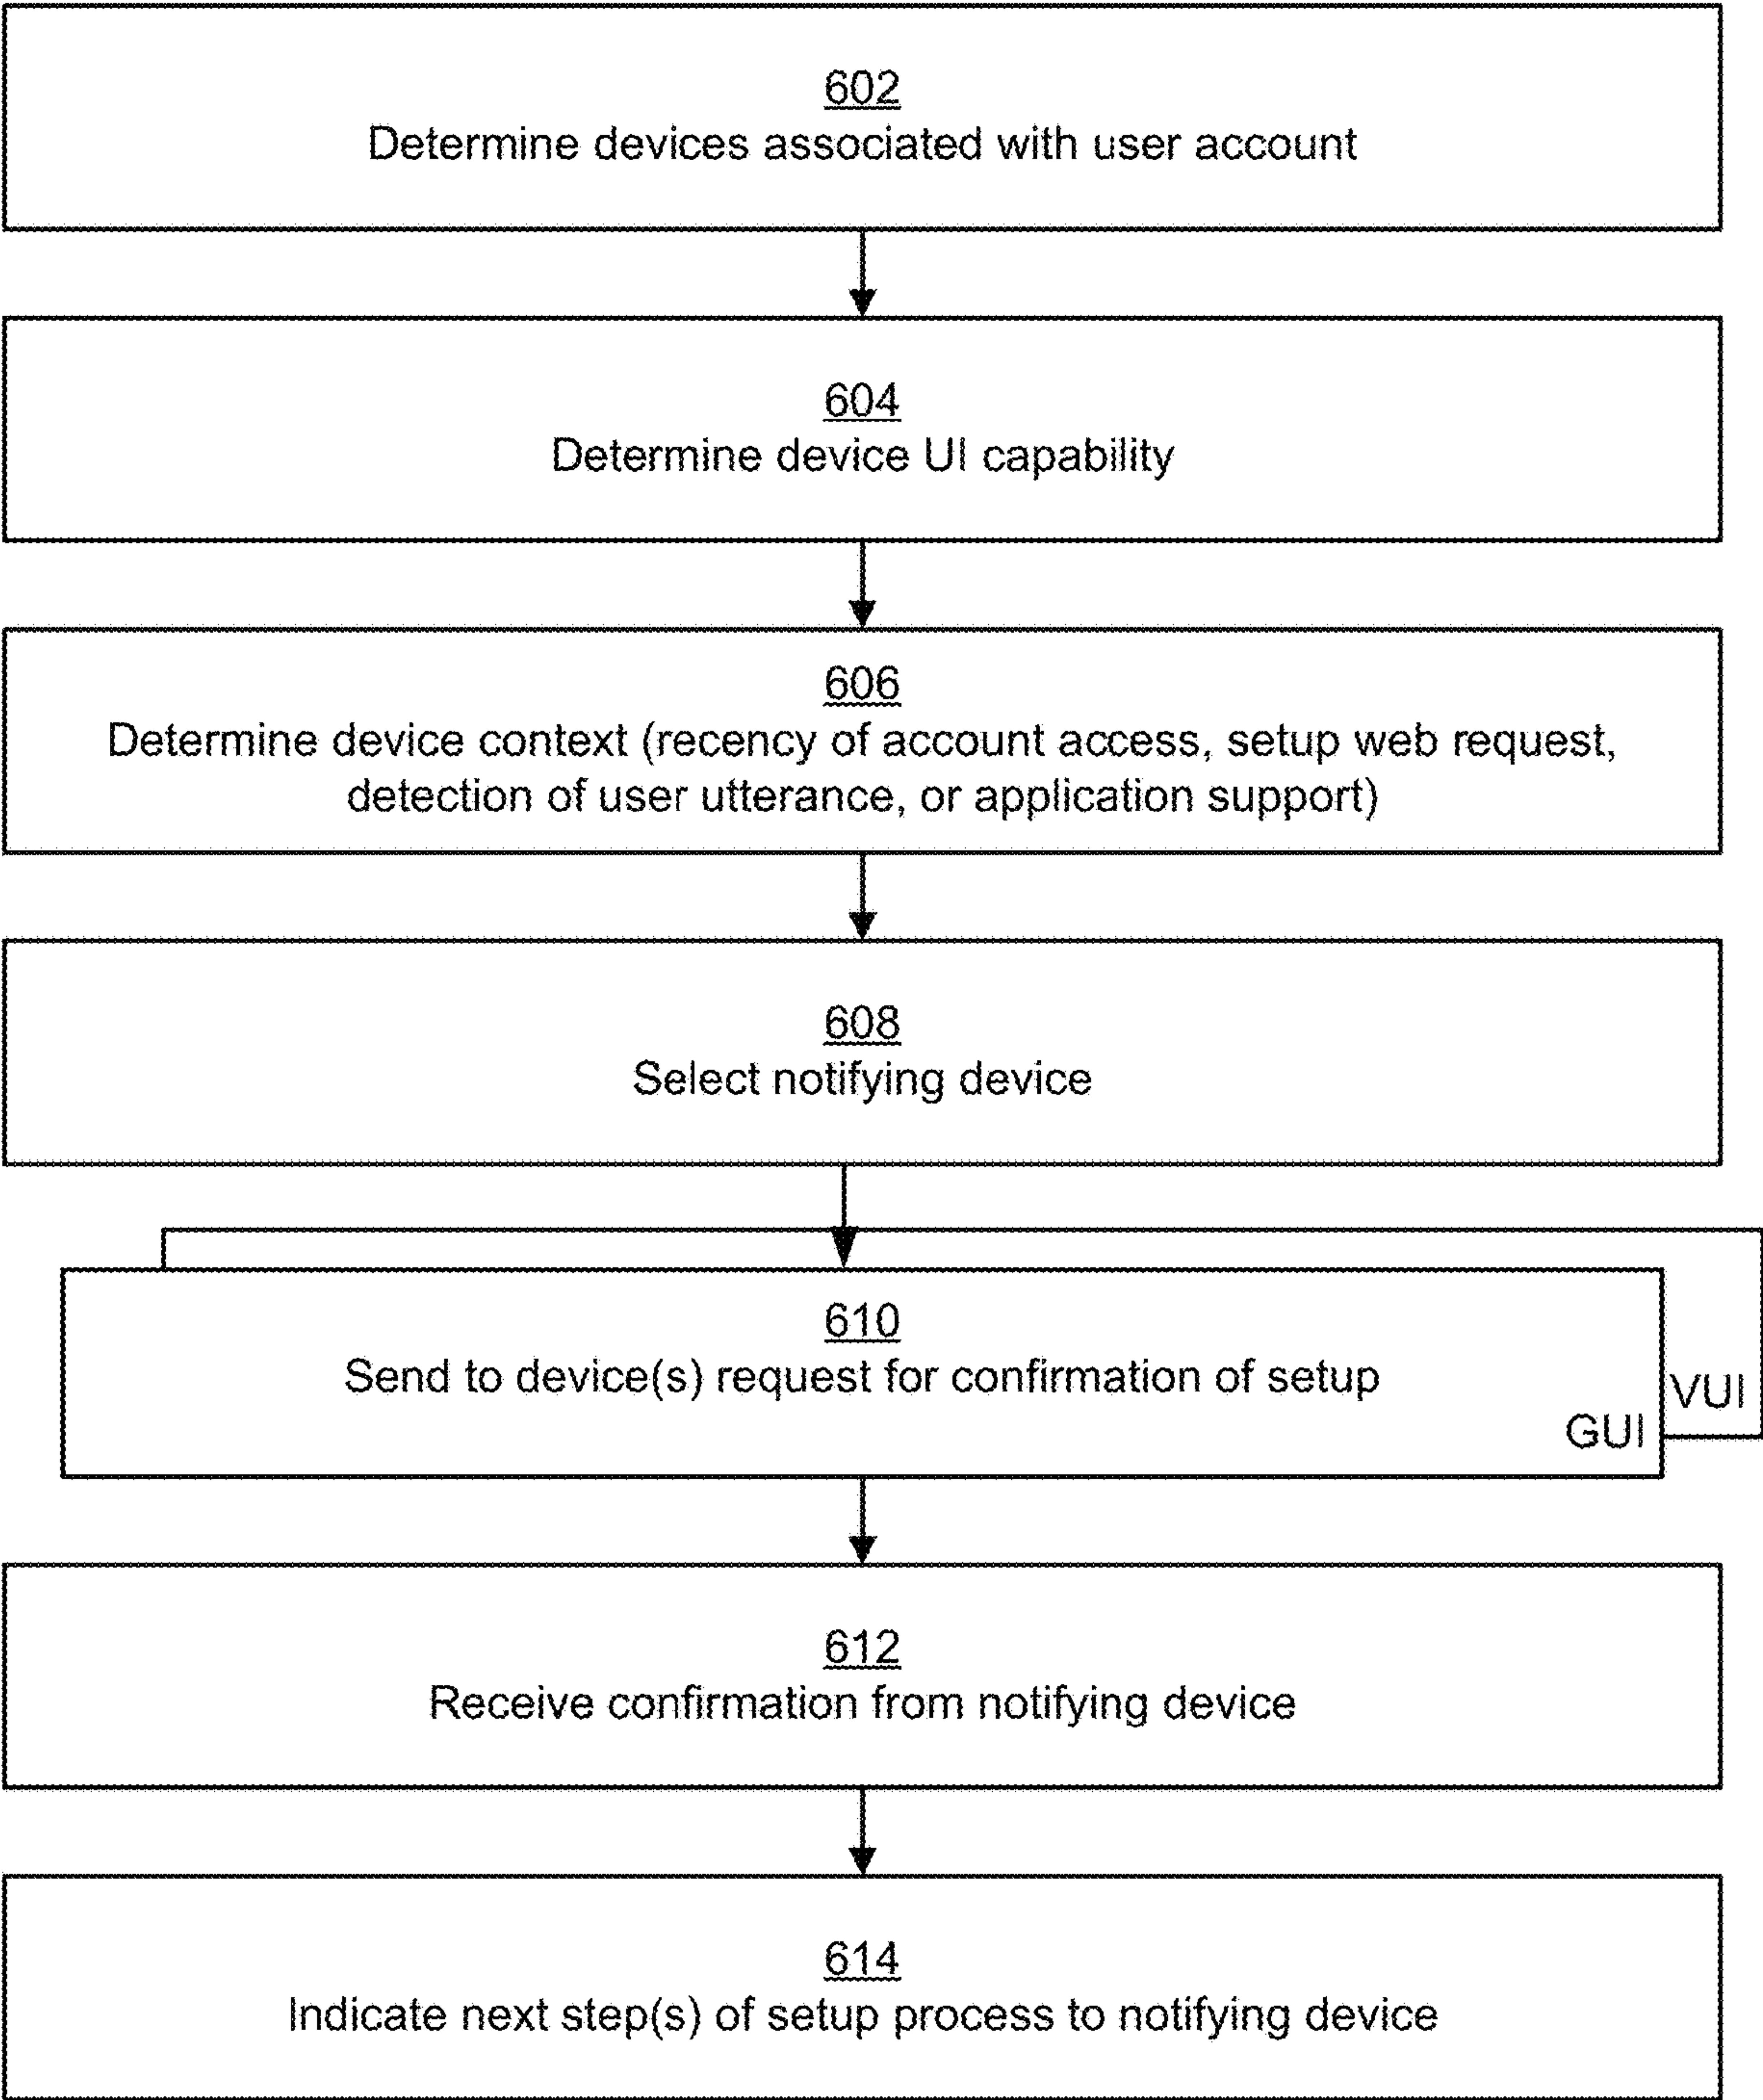 602
Determine devices associated with user account
604
Determine device UI capability
606
Determine device context (recency of account access, setup web request,
detection of user utterance, or application support)
608
Select notifying device
610
Send to device(s) request for confirmation of setup
VUI
GUI
612
Receive confirmation from notifying device
614
Indicate next step(s) of setup process to notifying device